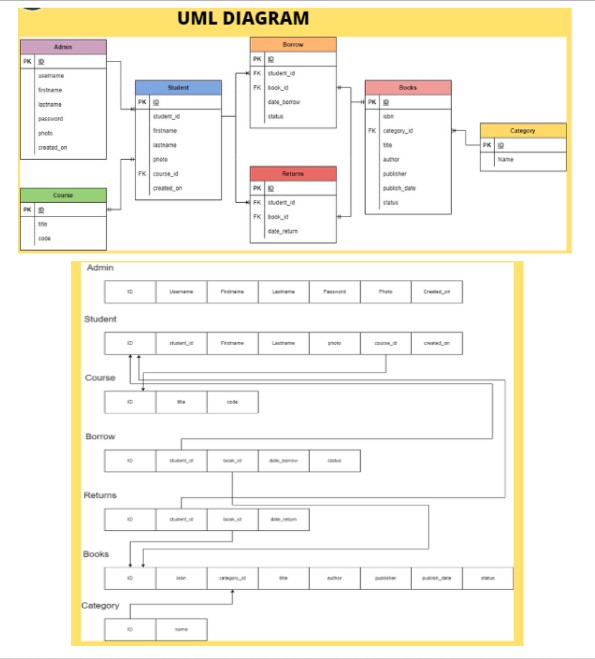 UML DIAGRAM
Admin
PK ID
username
firstname
lastname
password
photo
created_on
Student
PK ID
student_id
firstname
lastname
photo
FK course_id
created_on
Course
PK ID
title
code
Borrow
PK ID
FK student_id
FK book_id
date_borrow
status
Returns
PK ID
FK student_id
FK book_id
date_return
Books
PK ID
isbn
FK category_id
title
author
publisher
publish_date
status
Category
PK ID
Name
Admin
ID Username Firstname Lastname Password Photo Created_on
Student
ID student_id Firstname Lastname photo course_id created_on
Course
ID title code
Borrow
ID student_id book_id date_borrow status
Returns
ID student_id book_id date_return
Books
ID isbn category_id title author publisher publish_date status
Category
ID name